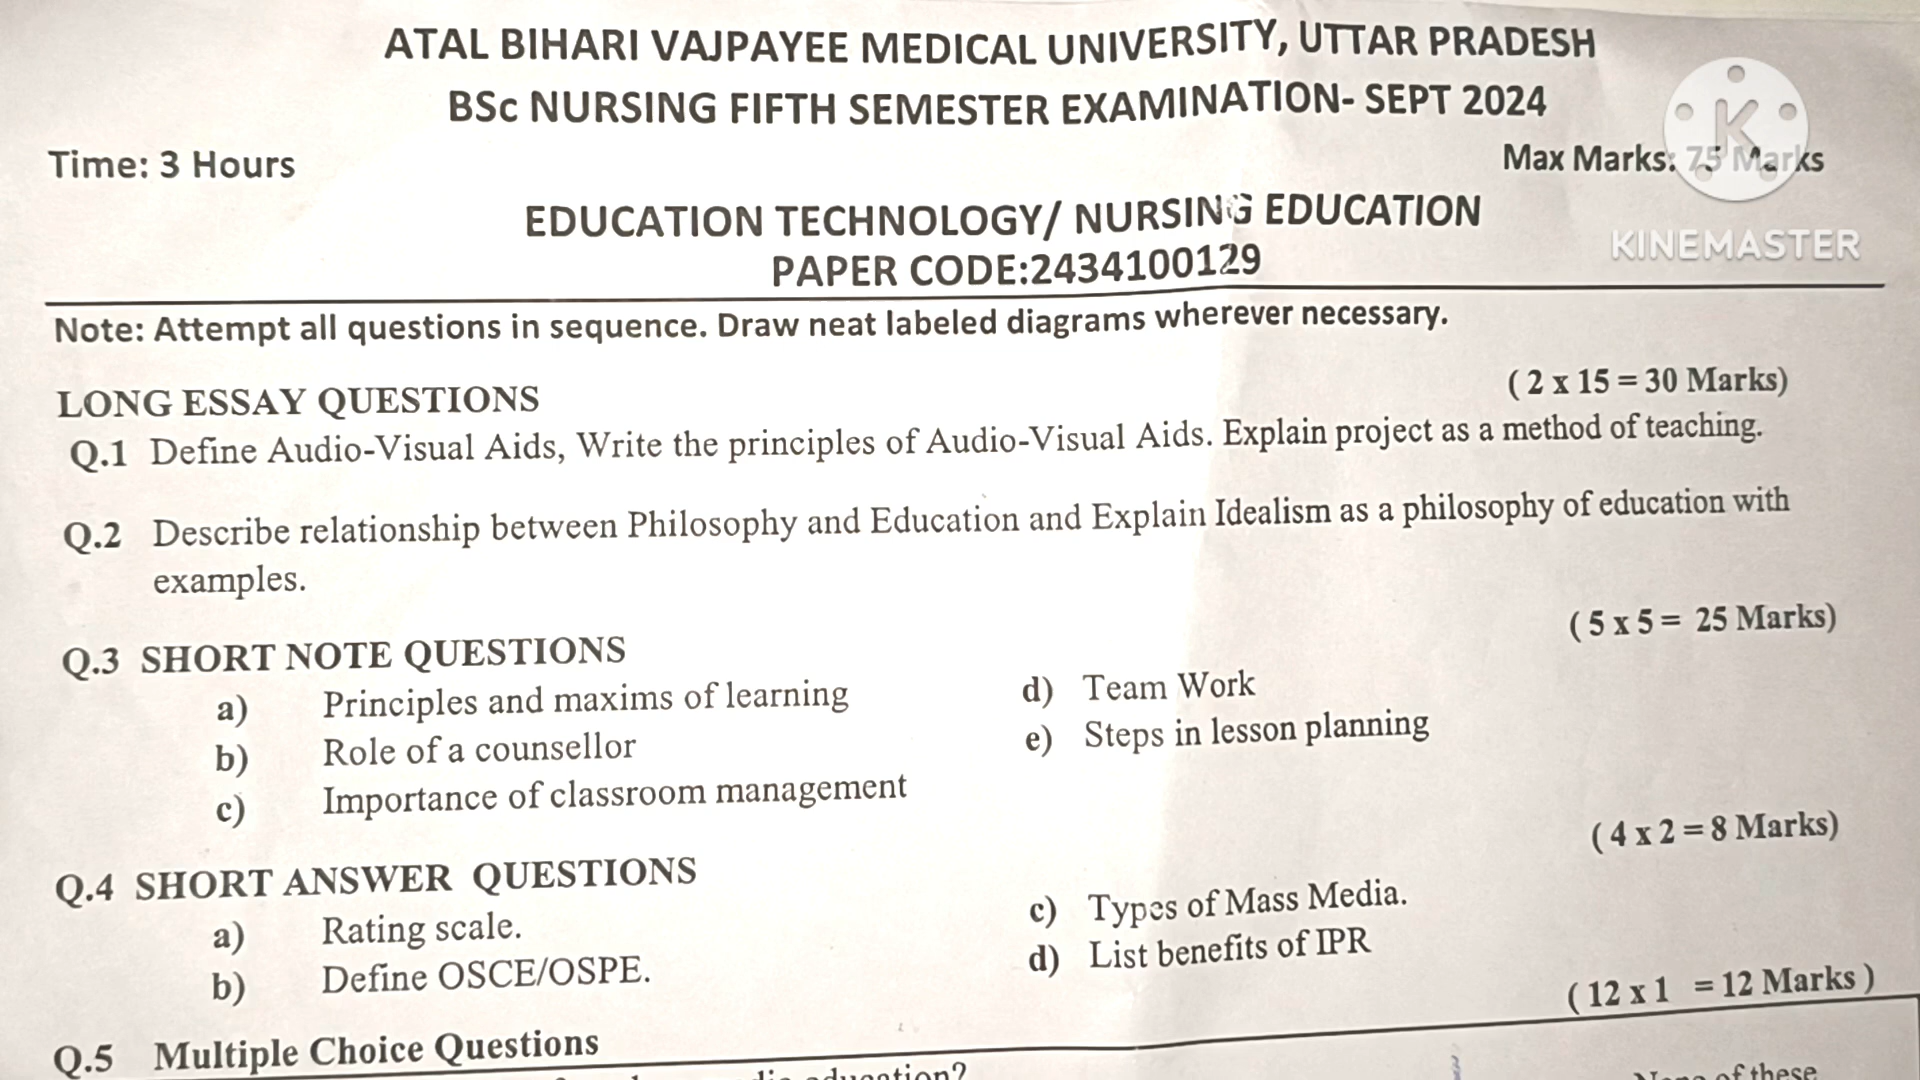 ATAL BIHARI VAJPAYEE MEDICAL UNIVERSITY, UTTAR PRADESH
BSc NURSING FIFTH SEMESTER EXAMINATION- SEPT 2024
Time: 3 Hours
Max Marks: 75 Marks
K
KINEMASTER
EDUCATION TECHNOLOGY/ NURSING EDUCATION
PAPER CODE:2434100129
Note: Attempt all questions in sequence. Draw neat labeled diagrams wherever necessary.
LONG ESSAY QUESTIONS
( 2 x 15 = 30 Marks)
Q.1 Define Audio-Visual Aids, Write the principles of Audio-Visual Aids. Explain project as a method of teaching.
Q.2 Describe relationship between Philosophy and Education and Explain Idealism as a philosophy of education with
examples.
( 5 x 5 = 25 Marks)
Q.3 SHORT NOTE QUESTIONS
a) Principles and maxims of learning
b) Role of a counsellor
c) Importance of classroom management
d) Team Work
e) Steps in lesson planning
( 4 x 2 = 8 Marks)
Q.4 SHORT ANSWER QUESTIONS
a) Rating scale.
b) Define OSCE/OSPE.
c) Types of Mass Media.
d) List benefits of IPR
( 12 x 1 = 12 Marks )
Q.5 Multiple Choice Questions
education?
of these